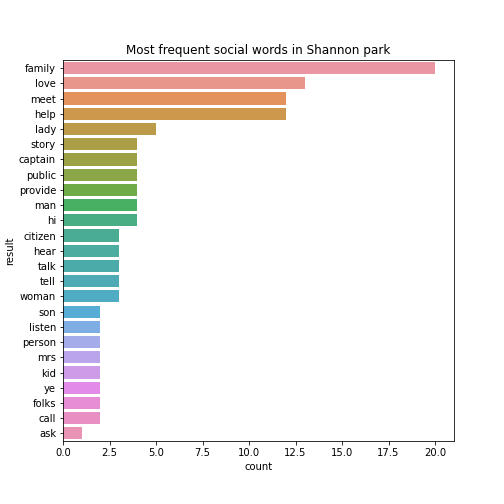 Most frequent social words in Shannon park
family
love
meet
help
lady
story
captain
public
provide
man
hi
citizen
hear
talk
tell
woman
son
listen
person
mrs
kid
ye
folks
call
ask
result
0.0 2.5 5.0 7.5 10.0 12.5 15.0 17.5 20.0
count